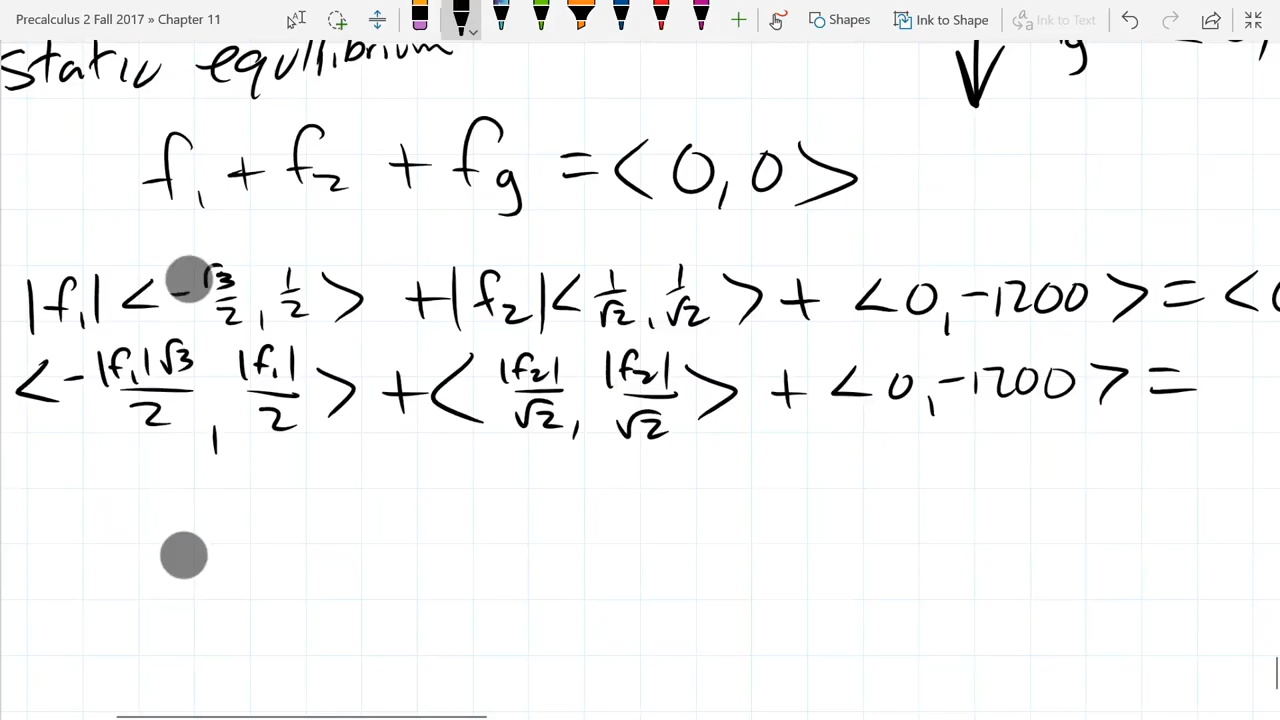 Precalculus 2 Fall 2017 » Chapter 11
Shapes
Ink to Shape
Ink to Text
static equilibrium
g
f₁ + f₂ + fg = <0, 0>
|f₁| <-√3/2, 1/2> + |f₂| <1/√2, 1/√2> + <0, -1200> = <0
<-|f₁|√3/2, |f₁|/2> + <|f₂|/√2, |f₂|/√2> + <0, -1200> =